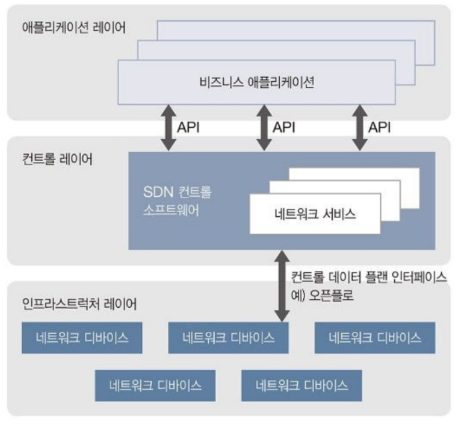 애플리케이션 레이어
비즈니스 애플리케이션
API API API
컨트롤 레이어
SDN 컨트롤
소프트웨어
네트워크 서비스
컨트롤 데이터 플랜 인터페이스
예) 오픈플로
인프라스트럭처 레이어
네트워크 디바이스 네트워크 디바이스 네트워크 디바이스
네트워크 디바이스 네트워크 디바이스